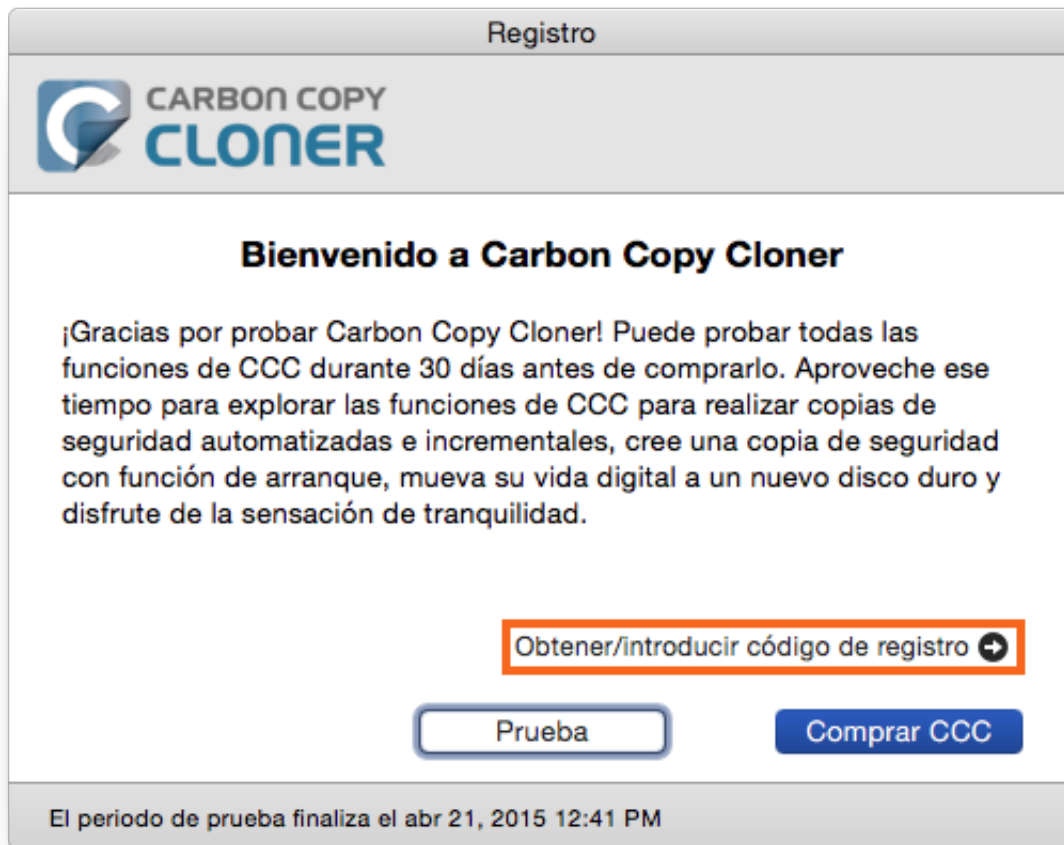 Registro
CARBON COPY
CLONER
Bienvenido a Carbon Copy Cloner
¡Gracias por probar Carbon Copy Cloner! Puede probar todas las
funciones de CCC durante 30 días antes de comprarlo. Aproveche ese
tiempo para explorar las funciones de CCC para realizar copias de
seguridad automatizadas e incrementales, cree una copia de seguridad
con función de arranque, mueva su vida digital a un nuevo disco duro y
disfrute de la sensación de tranquilidad.
Obtener/introducir código de registro
Prueba
Comprar CCC
El periodo de prueba finaliza el abr 21, 2015 12:41 PM